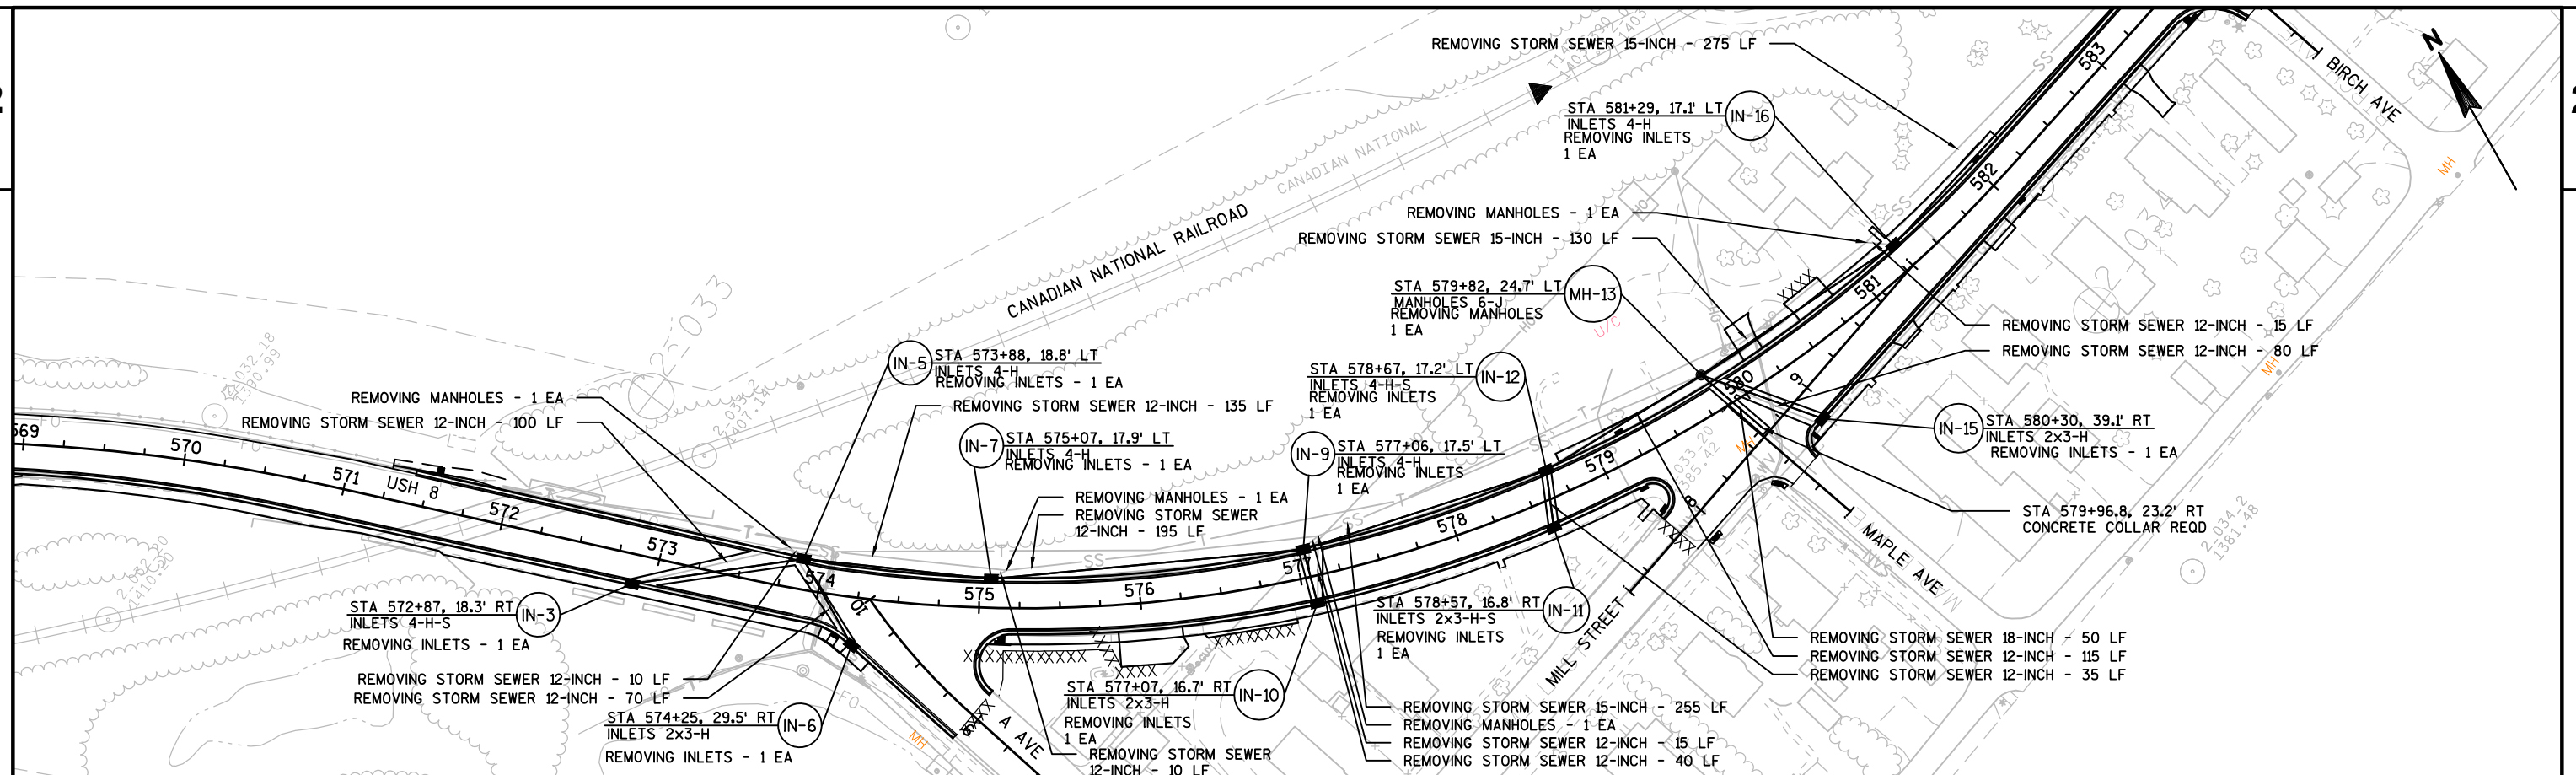 REMOVING STORM SEWER 15-INCH - 275 LF
STA 581+29, 17.1' LT
INLETS 4-H
REMOVING INLETS
1 EA
IN-16
REMOVING MANHOLES - 1 EA
REMOVING STORM SEWER 15-INCH - 130 LF
STA 579+82, 24.7' LT
MANHOLES 6-J
REMOVING MANHOLES
1 EA
MH-13
N
BIRCH AVE
583
582
581
580
579
578
577
576
575
574
573
572
571
570
569
USH 8
CANADIAN NATIONAL RAILROAD
CANADIAN NATIONAL
CANADIAN NATIONAL
2-033
2-034
U/C
MH
MH
MH
MH
REMOVING STORM SEWER 12-INCH - 15 LF
REMOVING STORM SEWER 12-INCH - 80 LF
IN-5
STA 573+88, 18.8' LT
INLETS 4-H
REMOVING INLETS - 1 EA
REMOVING MANHOLES - 1 EA
REMOVING STORM SEWER 12-INCH - 100 LF
REMOVING STORM SEWER 12-INCH - 135 LF
IN-7
STA 575+07, 17.9' LT
INLETS 4-H
REMOVING INLETS - 1 EA
STA 578+67, 17.2' LT
INLETS 4-H-S
REMOVING INLETS
1 EA
IN-12
IN-9
STA 577+06, 17.5' LT
INLETS 4-H
REMOVING INLETS
1 EA
REMOVING MANHOLES - 1 EA
REMOVING STORM SEWER
12-INCH - 195 LF
IN-15
STA 580+30, 39.1' RT
INLETS 2x3-H
REMOVING INLETS - 1 EA
STA 579+96.8, 23.2' RT
CONCRETE COLLAR REQD
MAPLE AVE
MILL STREET
A AVE
10
9
8
STA 572+87, 18.3' RT
INLETS 4-H-S
REMOVING INLETS - 1 EA
IN-3
REMOVING STORM SEWER 12-INCH - 10 LF
REMOVING STORM SEWER 12-INCH - 70 LF
STA 574+25, 29.5' RT
INLETS 2x3-H
REMOVING INLETS - 1 EA
IN-6
STA 577+07, 16.7' RT
INLETS 2x3-H
REMOVING INLETS
1 EA
IN-10
REMOVING STORM SEWER
12-INCH - 10 LF
STA 578+57, 16.8' RT
INLETS 2x3-H-S
REMOVING INLETS
1 EA
IN-11
REMOVING STORM SEWER 18-INCH - 50 LF
REMOVING STORM SEWER 12-INCH - 115 LF
REMOVING STORM SEWER 12-INCH - 35 LF
REMOVING STORM SEWER 15-INCH - 255 LF
REMOVING MANHOLES - 1 EA
REMOVING STORM SEWER 12-INCH - 15 LF
REMOVING STORM SEWER 12-INCH - 40 LF